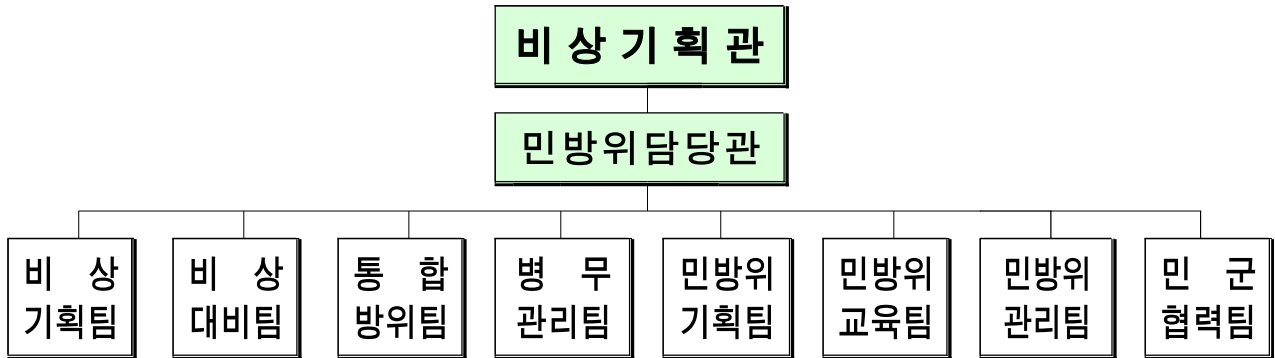 비상기획관
민방위담당관
비 상
기획팀
비 상
대비팀
통 합
방위팀
병 무
관리팀
민방위
기획팀
민방위
교육팀
민방위
관리팀
민 군
협력팀